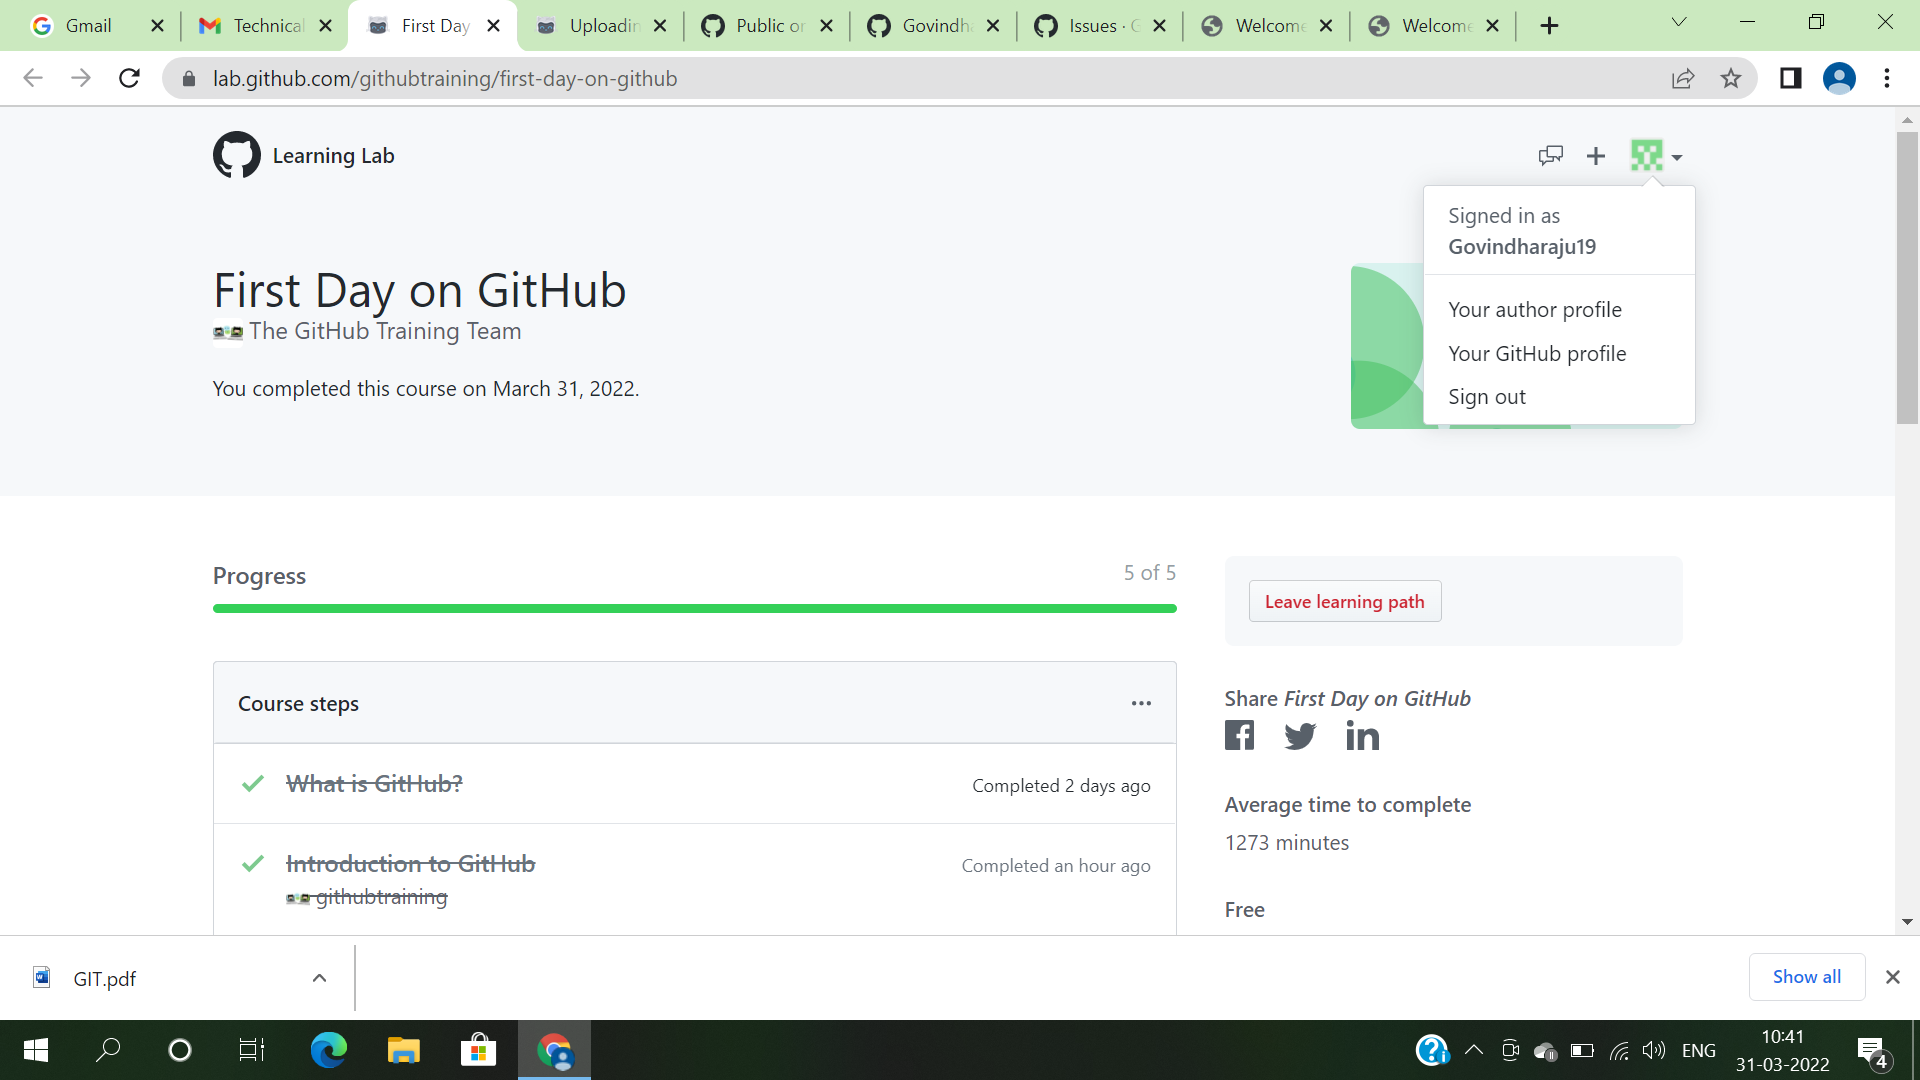 Gmail
Technical
First Day
Uploadin
Public or
Govindha
Issues · G
Welcome
Welcome
lab.github.com/githubtraining/first-day-on-github
Learning Lab
Signed in as
Govindharaju19
Your author profile
Your GitHub profile
Sign out
First Day on GitHub
The GitHub Training Team
You completed this course on March 31, 2022.
Progress
5 of 5
Leave learning path
Course steps
Share First Day on GitHub
What is GitHub?
Completed 2 days ago
Average time to complete
1273 minutes
Introduction to GitHub
Completed an hour ago
githubtraining
Free
GIT.pdf
Show all
ENG
10:41
31-03-2022
4